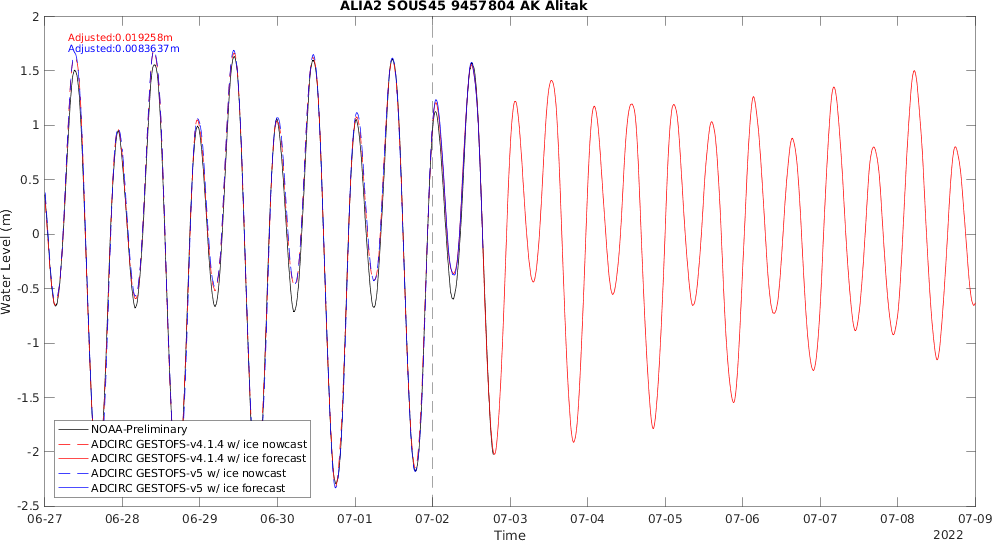 ALIA2 SOUS45 9457804 AK Alitak
Adjusted:0.019258m
Adjusted:0.0083637m
2
1.5
1
0.5
0
-0.5
-1
-1.5
-2
-2.5
Water Level (m)
NOAA-Preliminary
ADCIRC GESTOFS-v4.1.4 w/ ice nowcast
ADCIRC GESTOFS-v4.1.4 w/ ice forecast
ADCIRC GESTOFS-v5 w/ ice nowcast
ADCIRC GESTOFS-v5 w/ ice forecast
06-27 06-28 06-29 06-30 07-01 07-02 07-03 07-04 07-05 07-06 07-07 07-08 07-09
Time
2022